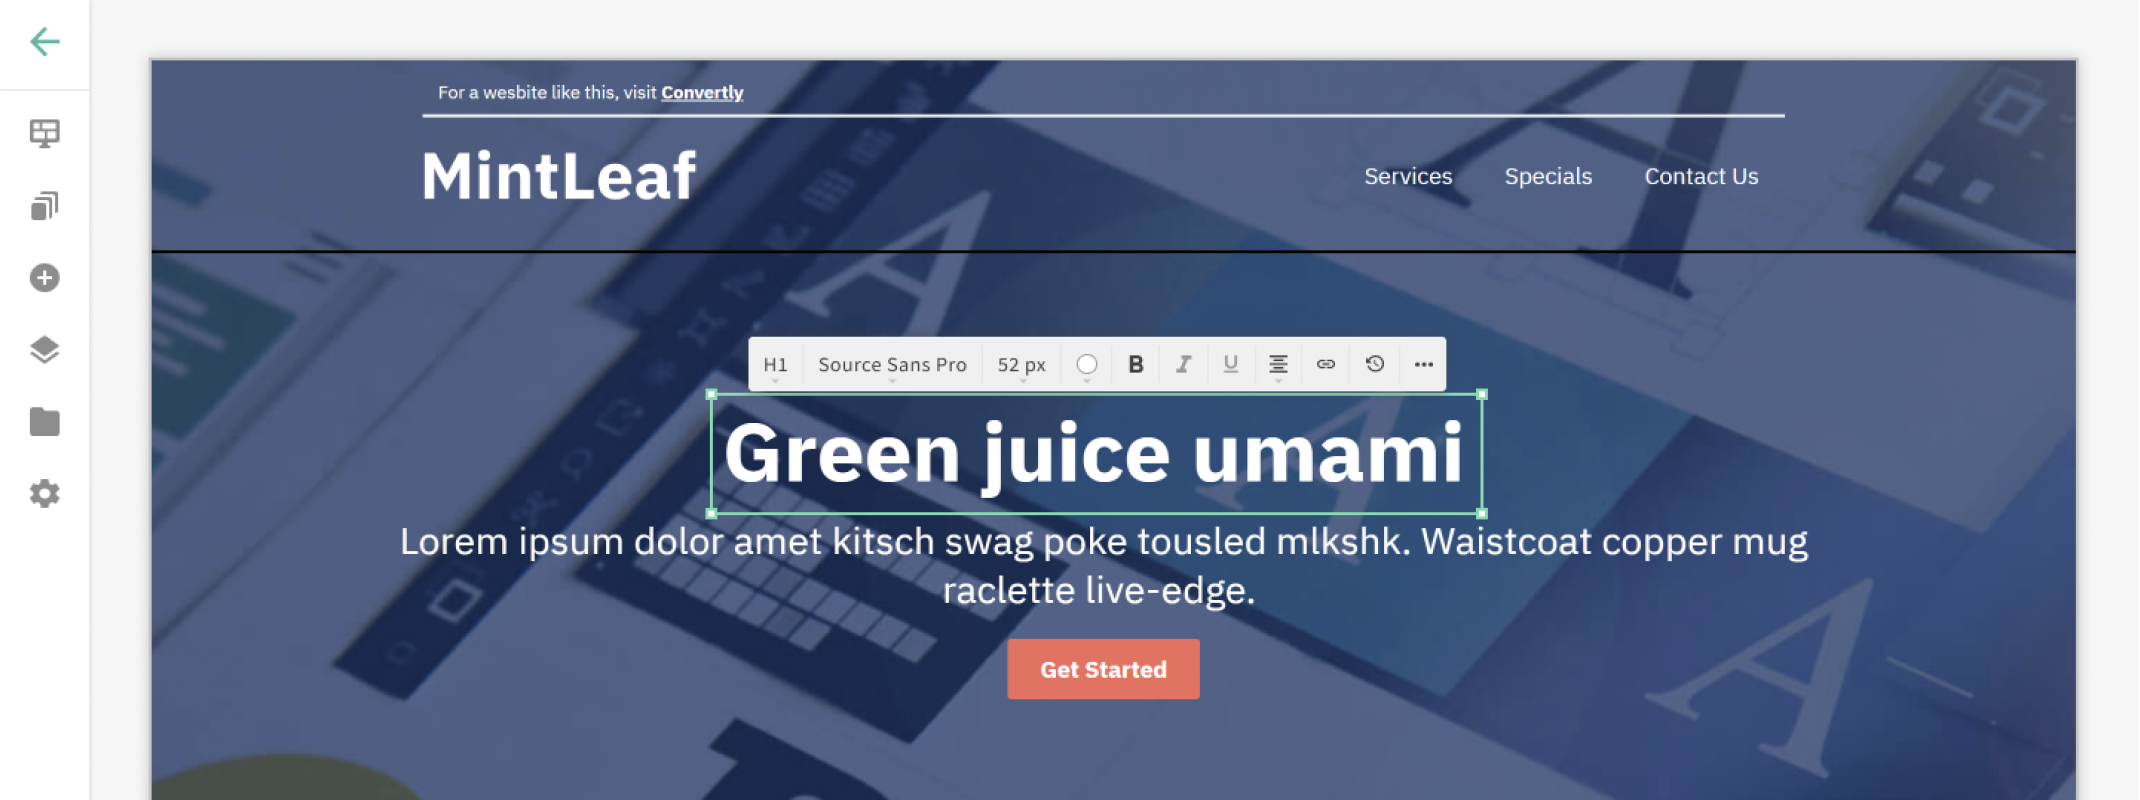 For a wesbite like this, visit Convertly
MintLeaf
Services Specials Contact Us
H1 Source Sans Pro 52 px B I U
Green juice umami
Lorem ipsum dolor amet kitsch swag poke tousled mlkshk. Waistcoat copper mug
raclette live-edge.
Get Started